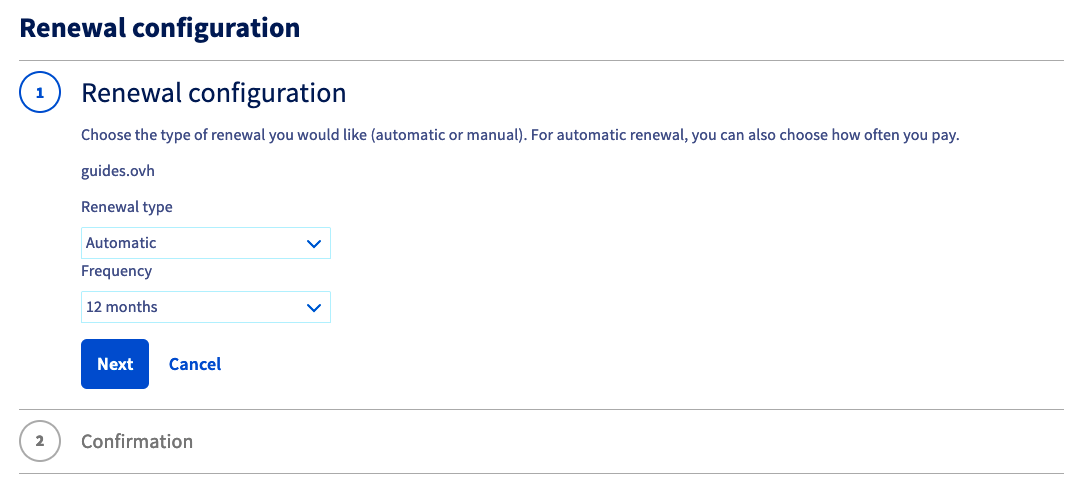 Renewal configuration
1
Renewal configuration
Choose the type of renewal you would like (automatic or manual). For automatic renewal, you can also choose how often you pay.
guides.ovh
Renewal type
Automatic
Frequency
12 months
Next Cancel
2
Confirmation